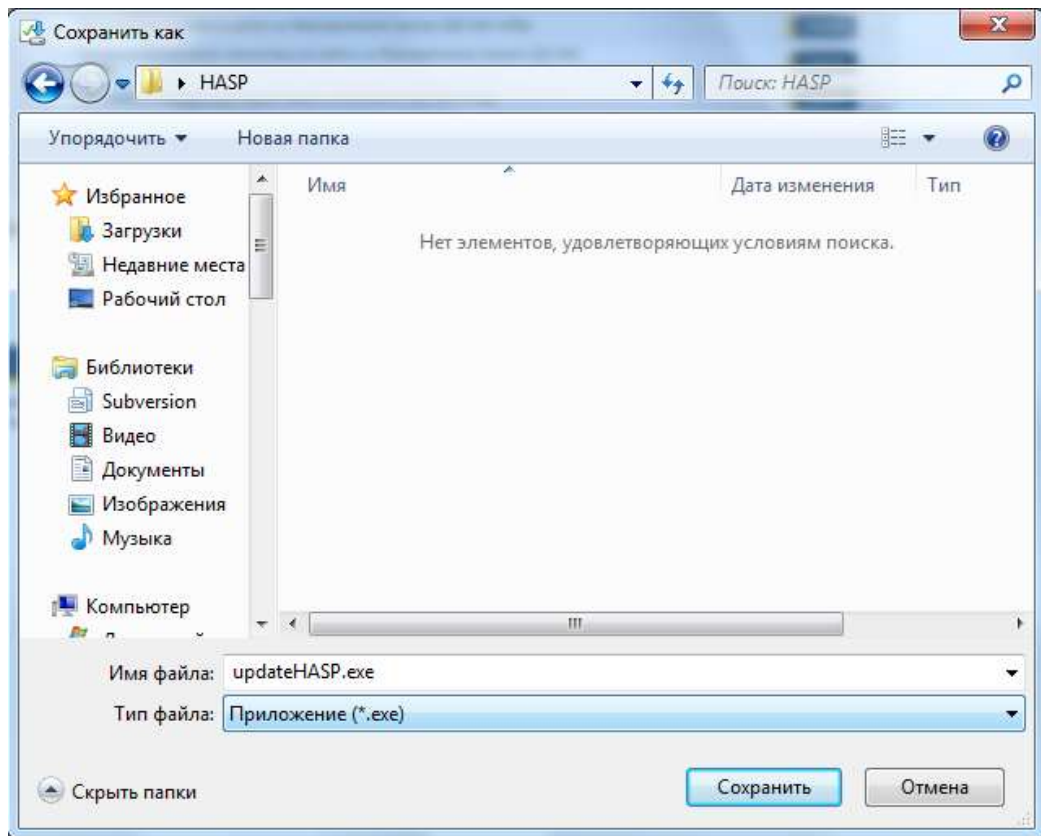 Сохранить как
HASP
Поиск: HASP
Упорядочить Новая папка
Имя Дата изменения Тип
Нет элементов, удовлетворяющих условиям поиска.
Избранное
Загрузки
Недавние места
Рабочий стол
Библиотеки
Subversion
Видео
Документы
Изображения
Музыка
Компьютер
Имя файла: updateHASP.exe
Тип файла: Приложение (*.exe)
Скрыть папки Сохранить Отмена